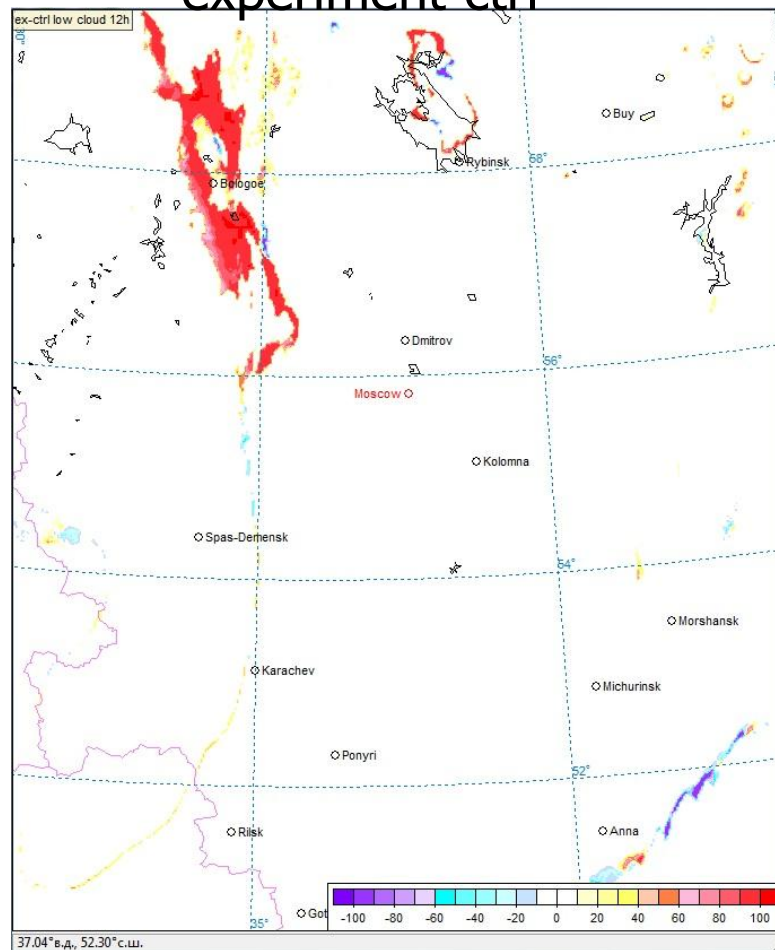 experiment-ctrl
ex-ctrl low cloud 12h
Buy
Rybinsk
58°
Bologoe
Dmitrov
56°
Moscow
Kolomna
Spas-Demensk
54°
Morshansk
Karachev
Michurinsk
Ponyri
52°
Rilsk
Anna
35°
Got
-100 -80 -60 -40 -20 0 20 40 60 80 100
37.04°в.д., 52.30°с.ш.